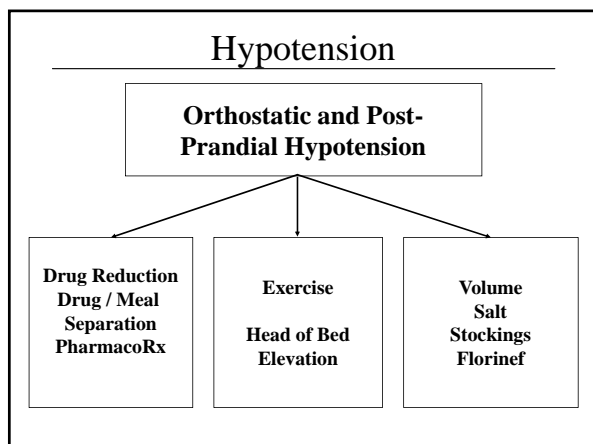 Hypotension
Orthostatic and Post-
Prandial Hypotension
Drug Reduction
Drug / Meal
Separation
PharmacoRx
Exercise
Head of Bed
Elevation
Volume
Salt
Stockings
Florinef